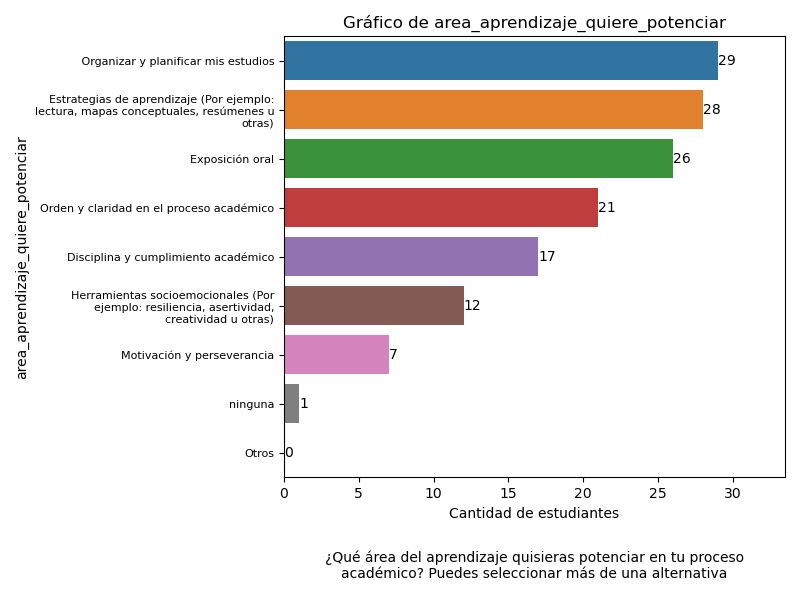 Gráfico de area_aprendizaje_quiere_potenciar
area_aprendizaje_quiere_potenciar
Organizar y planificar mis estudios
29
Estrategias de aprendizaje (Por ejemplo:
lectura, mapas conceptuales, resúmenes u
otras)
28
Exposición oral
26
Orden y claridad en el proceso académico
21
Disciplina y cumplimiento académico
17
Herramientas socioemocionales (Por
ejemplo: resiliencia, asertividad,
creatividad u otras)
12
Motivación y perseverancia
7
ninguna
1
Otros
0
0 5 10 15 20 25 30
Cantidad de estudiantes
¿Qué área del aprendizaje quisieras potenciar en tu proceso
académico? Puedes seleccionar más de una alternativa